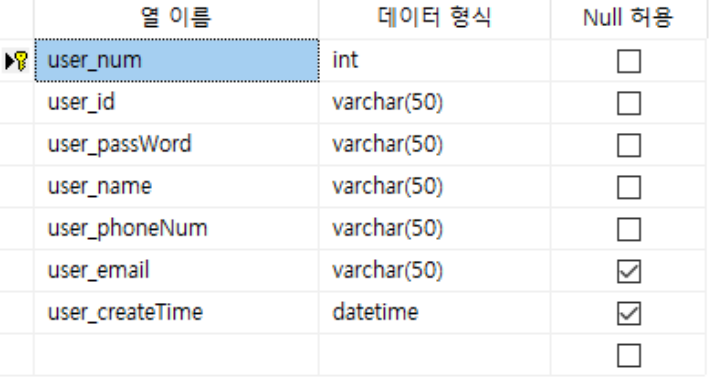 열 이름 데이터 형식 Null 허용
user_num int
user_id varchar(50)
user_passWord varchar(50)
user_name varchar(50)
user_phoneNum varchar(50)
user_email varchar(50)
user_createTime datetime